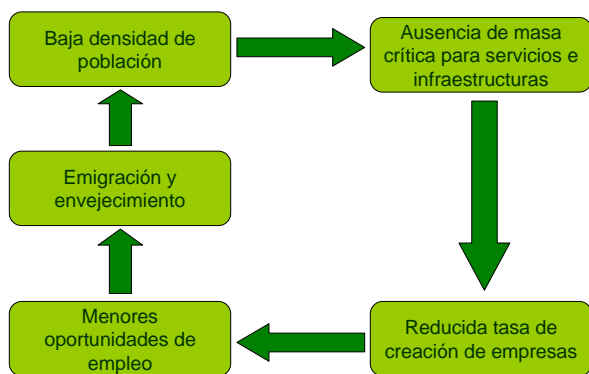 Baja densidad de
población
Ausencia de masa
crítica para servicios e
infraestructuras
Emigración y
envejecimiento
Menores
oportunidades de
empleo
Reducida tasa de
creación de empresas